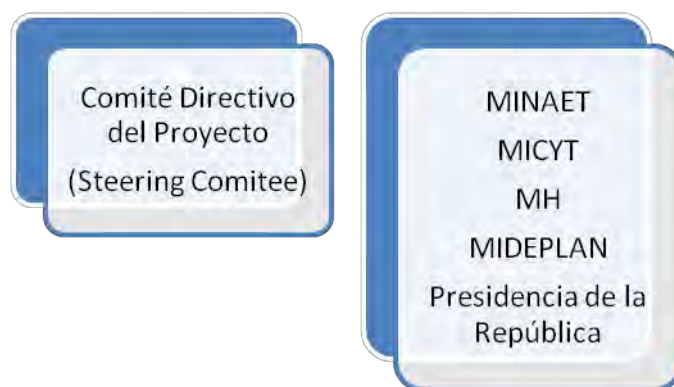 Comité Directivo
del Proyecto
(Steering Comitee)
MINAET
MICYT
MH
MIDEPLAN
Presidencia de la
República